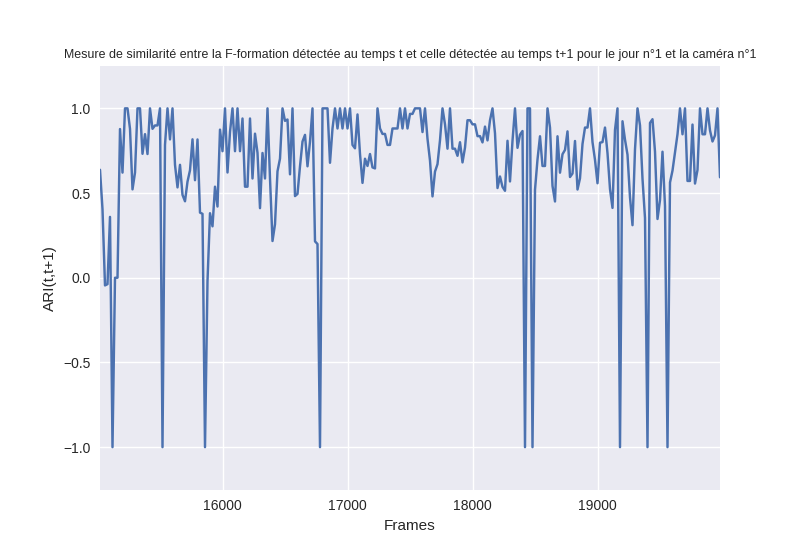 Mesure de similarité entre la F-formation détectée au temps t et celle détectée au temps t+1 pour le jour n°1 et la caméra n°1
1.0
0.5
0.0
−0.5
−1.0
ARI(t,t+1)
16000 17000 18000 19000
Frames